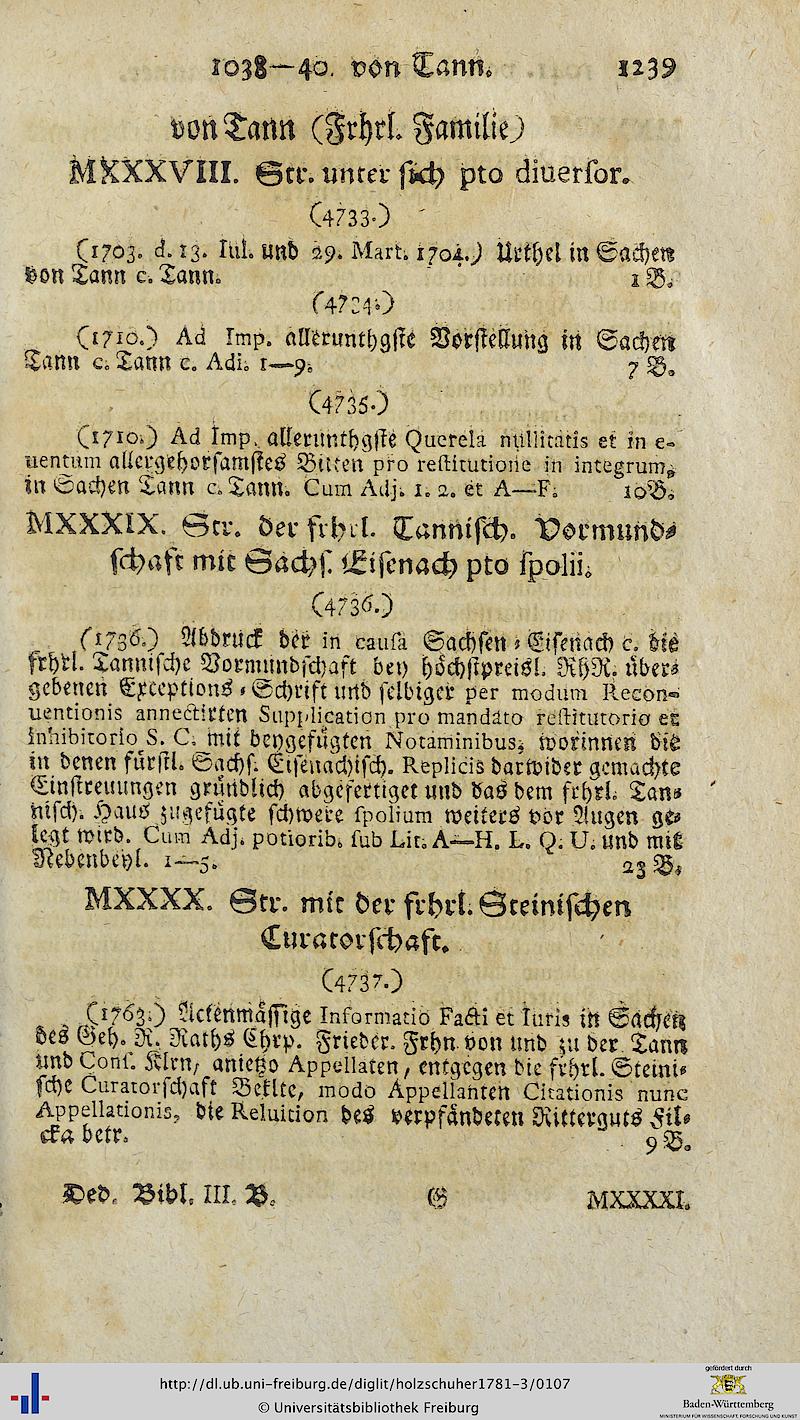 1038—40. von Tann. 1239
von Tann (Frhrl. Familie)
MXXXVIII. Str. unter sich pto diuersor.
(4733.)
(1703. d. 13. Iul. und 29. Mart. 1704.) Urthel in Sachen
von Tann c. Tann. 1 B.
(4734.)
(1710.) Ad Imp. allerunthgste Vorstellung in Sachen
Tann c. Tann c. Adi. 1—9. 7 B.
(4735.)
(1710.) Ad Imp. allerunthgste Querela nullitatis et in e-
uentum allergehorsamstes Bitten pro restitutione in integrum,
in Sachen Tann c. Tann. Cum Adj. 1. 2. et A—F. 10 B.
MXXXIX. Str. der frhrl. Tannisch. Vormund-
schaft mit Sachs. Eisenach pto spolii.
(4736.)
(1736.) Abdruck der in causa Sachsen-Eisenach c. die
frhrl. Tannische Vormundschaft bey höchstpreisl. RHR. über-
gebenen Exceptions-Schrift und selbiger per modum Recon-
uentionis annectirten Supplication pro mandato restitutorio et
inhibitorio S. C. mit beygefügten Notaminibus, worinnen die
in denen fürstl. Sachs. Eisenachisch. Replicis darwider gemachte
Einstreuungen gründlich abgefertiget und das dem frhrl. Tan-
nisch. Haus zugefügte schwere spolium weiters vor Augen ge-
legt wird. Cum Adj. potiorib. sub Lit. A—H. L. Q. U. und mit
Nebenbeyl. 1—5. 23 B.
MXXXX. Str. mit der frhrl. Steinischen
Curatorschaft.
(4737.)
(1763.) Actenmässige Informatio Facti et Iuris in Sachen
des Geh. R. Raths Chrp. Frieder. Frhn von und zu der Tann
und Cons. Klrn, anietzo Appellaten, entgegen die frhrl. Steini-
sche Curatorschaft Beklte, modo Appellanten Citationis nunc
Appellationis, die Reluition des verpfändeten Ritterguts Fil-
cka betr. 9 B.
Ded. Bibl. III. B. G MXXXXI.
gefördert durch
http://dl.ub.uni-freiburg.de/diglit/holzschuher1781-3/0107
© Universitätsbibliothek Freiburg
Baden-Württemberg
MINISTERIUM FÜR WISSENSCHAFT, FORSCHUNG UND KUNST